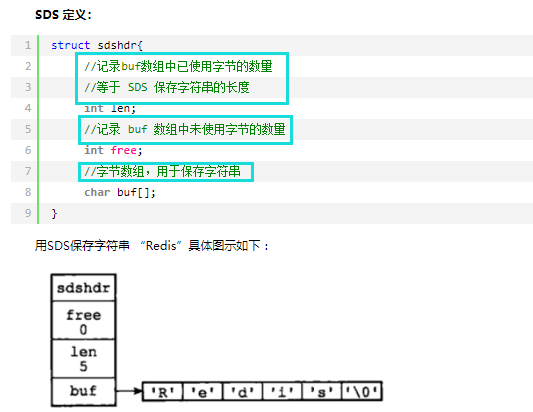 SDS 定义：
1 struct sdshdr{
2 //记录buf数组中已使用字节的数量
3 //等于 SDS 保存字符串的长度
4 int len;
5 //记录 buf 数组中未使用字节的数量
6 int free;
7 //字节数组，用于保存字符串
8 char buf[];
9 }
用SDS保存字符串 “Redis”具体图示如下：
sdshdr
free
0
len
5
buf 'R' 'e' 'd' 'i' 's' '\0'